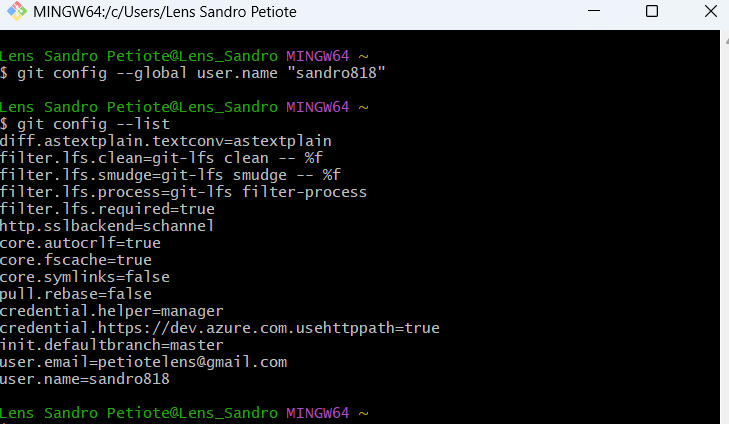 MINGW64:/c/Users/Lens Sandro Petiote
Lens Sandro Petiote@Lens_Sandro MINGW64 ~
$ git config --global user.name "sandro818"
Lens Sandro Petiote@Lens_Sandro MINGW64 ~
$ git config --list
diff.astextplain.textconv=astextplain
filter.lfs.clean=git-lfs clean -- %f
filter.lfs.smudge=git-lfs smudge -- %f
filter.lfs.process=git-lfs filter-process
filter.lfs.required=true
http.sslbackend=schannel
core.autocrlf=true
core.fscache=true
core.symlinks=false
pull.rebase=false
credential.helper=manager
credential.https://dev.azure.com.usehttppath=true
init.defaultbranch=master
user.email=petiotelens@gmail.com
user.name=sandro818
Lens Sandro Petiote@Lens_Sandro MINGW64 ~